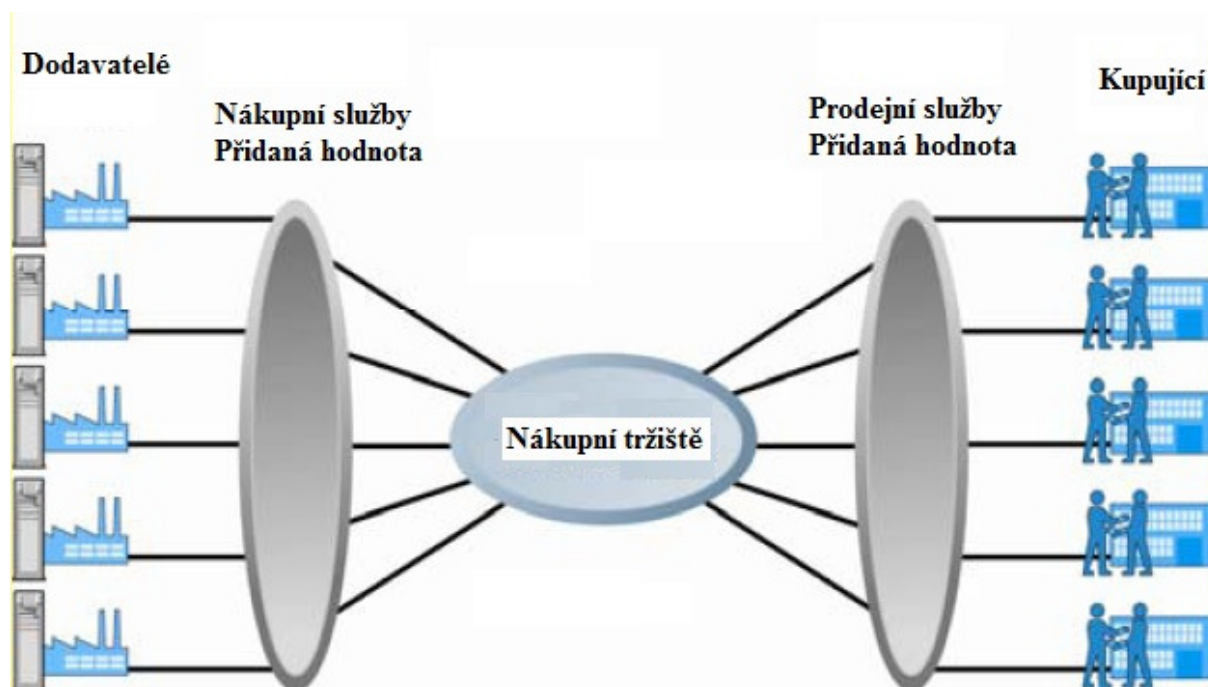 Dodavatelé
Nákupní služby
Přidaná hodnota
Prodejní služby
Přidaná hodnota
Kupující
Nákupní tržiště